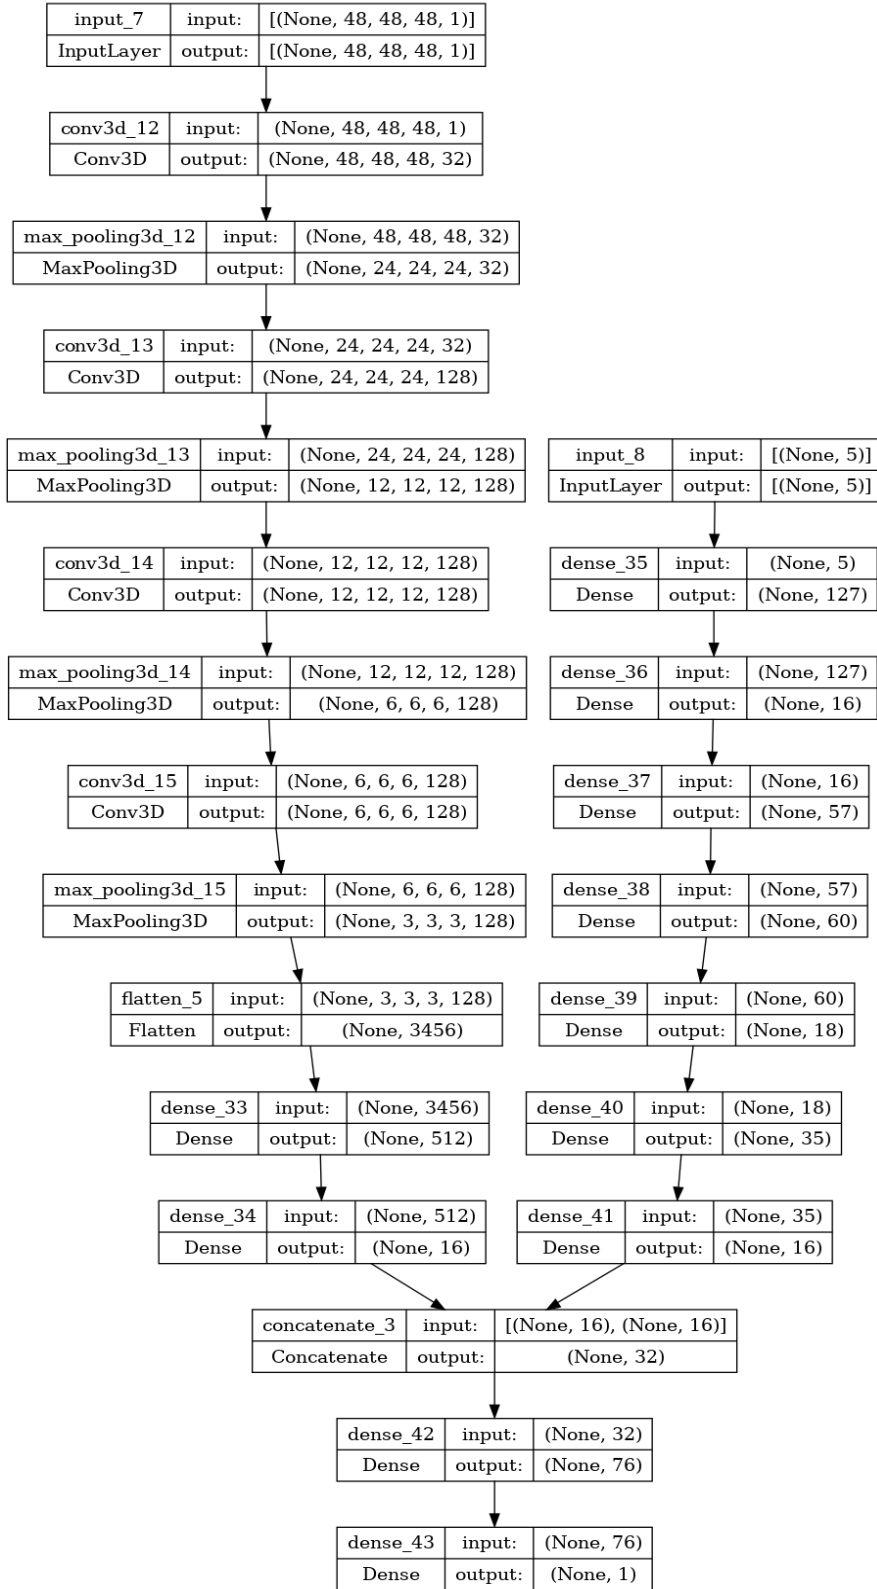 input_7 input: [(None, 48, 48, 48, 1)]
InputLayer output: [(None, 48, 48, 48, 1)]
conv3d_12 input: (None, 48, 48, 48, 1)
Conv3D output: (None, 48, 48, 48, 32)
max_pooling3d_12 input: (None, 48, 48, 48, 32)
MaxPooling3D output: (None, 24, 24, 24, 32)
conv3d_13 input: (None, 24, 24, 24, 32)
Conv3D output: (None, 24, 24, 24, 128)
max_pooling3d_13 input: (None, 24, 24, 24, 128)
MaxPooling3D output: (None, 12, 12, 12, 128)
input_8 input: [(None, 5)]
InputLayer output: [(None, 5)]
conv3d_14 input: (None, 12, 12, 12, 128)
Conv3D output: (None, 12, 12, 12, 128)
dense_35 input: (None, 5)
Dense output: (None, 127)
max_pooling3d_14 input: (None, 12, 12, 12, 128)
MaxPooling3D output: (None, 6, 6, 6, 128)
dense_36 input: (None, 127)
Dense output: (None, 16)
conv3d_15 input: (None, 6, 6, 6, 128)
Conv3D output: (None, 6, 6, 6, 128)
dense_37 input: (None, 16)
Dense output: (None, 57)
max_pooling3d_15 input: (None, 6, 6, 6, 128)
MaxPooling3D output: (None, 3, 3, 3, 128)
dense_38 input: (None, 57)
Dense output: (None, 60)
flatten_5 input: (None, 3, 3, 3, 128)
Flatten output: (None, 3456)
dense_39 input: (None, 60)
Dense output: (None, 18)
dense_33 input: (None, 3456)
Dense output: (None, 512)
dense_40 input: (None, 18)
Dense output: (None, 35)
dense_34 input: (None, 512)
Dense output: (None, 16)
dense_41 input: (None, 35)
Dense output: (None, 16)
concatenate_3 input: [(None, 16), (None, 16)]
Concatenate output: (None, 32)
dense_42 input: (None, 32)
Dense output: (None, 76)
dense_43 input: (None, 76)
Dense output: (None, 1)